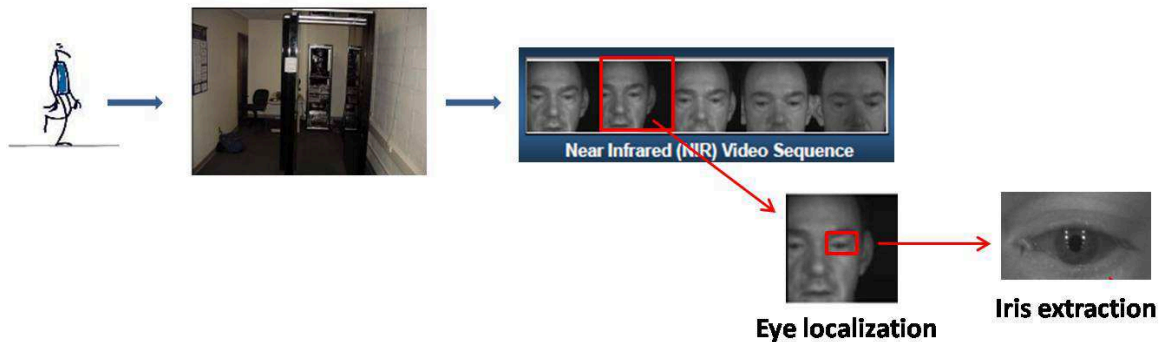 Near Infrared (NIR) Video Sequence
Eye localization
Iris extraction